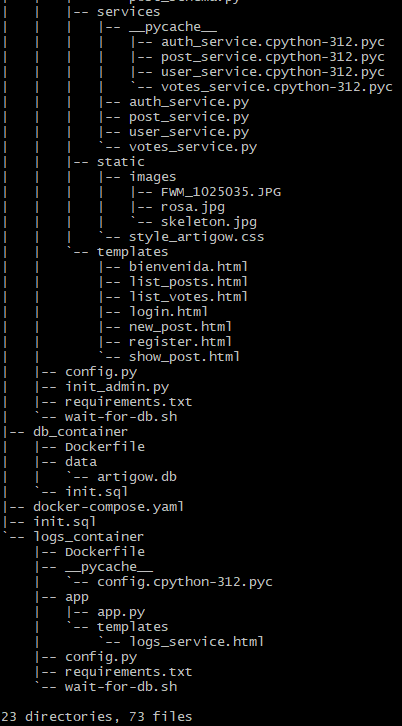 |   |   |-- services
|   |   |   |-- __pycache__
|   |   |   |   |-- auth_service.cpython-312.pyc
|   |   |   |   |-- post_service.cpython-312.pyc
|   |   |   |   |-- user_service.cpython-312.pyc
|   |   |   |   `-- votes_service.cpython-312.pyc
|   |   |   |-- auth_service.py
|   |   |   |-- post_service.py
|   |   |   |-- user_service.py
|   |   |   `-- votes_service.py
|   |   |-- static
|   |   |   |-- images
|   |   |   |   |-- FWM_1025035.JPG
|   |   |   |   |-- rosa.jpg
|   |   |   |   `-- skeleton.jpg
|   |   |   `-- style_artigow.css
|   |   `-- templates
|   |       |-- bienvenida.html
|   |       |-- list_posts.html
|   |       |-- list_votes.html
|   |       |-- login.html
|   |       |-- new_post.html
|   |       |-- register.html
|   |       `-- show_post.html
|   |-- config.py
|   |-- init_admin.py
|   |-- requirements.txt
|   `-- wait-for-db.sh
|-- db_container
|   |-- Dockerfile
|   |-- data
|   |   `-- artigow.db
|   `-- init.sql
|-- docker-compose.yaml
|-- init.sql
`-- logs_container
    |-- Dockerfile
    |-- __pycache__
    |   `-- config.cpython-312.pyc
    |-- app
    |   |-- app.py
    |   `-- templates
    |       `-- logs_service.html
    |-- config.py
    |-- requirements.txt
    `-- wait-for-db.sh
23 directories, 73 files